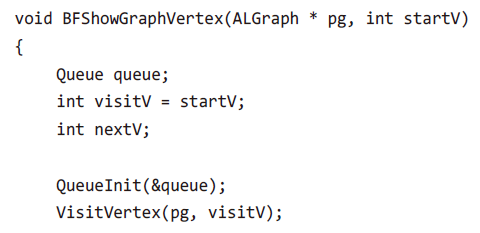 void BFShowGraphVertex(ALGraph * pg, int startV)
{
    Queue queue;
    int visitV = startV;
    int nextV;

    QueueInit(&queue);
    VisitVertex(pg, visitV);